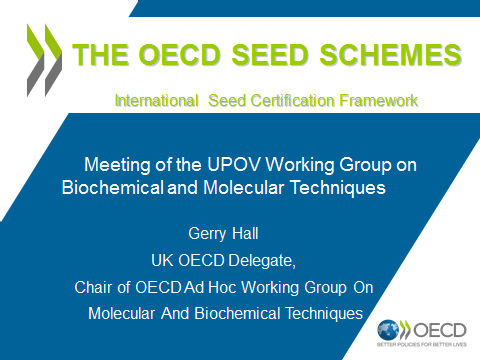 THE OECD SEED SCHEMES
International Seed Certification Framework
Meeting of the UPOV Working Group on
Biochemical and Molecular Techniques
Gerry Hall
UK OECD Delegate,
Chair of OECD Ad Hoc Working Group On
Molecular And Biochemical Techniques
OECD
BETTER POLICIES FOR BETTER LIVES